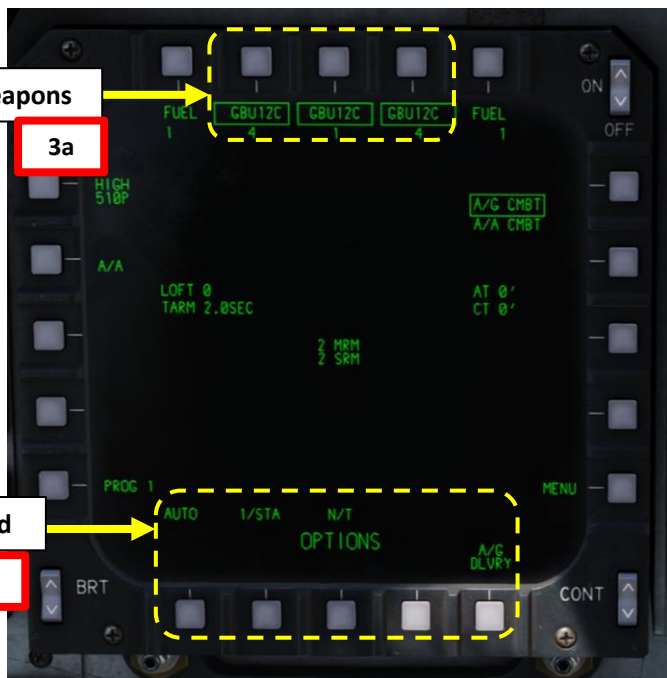 eapons
3a
d
ON
OFF
FUEL GBU12C GBU12C GBU12C FUEL
1 4 1 4 1
HIGH
510P
A/G CMBT
A/A CMBT
A/A
LOFT 0 AT 0'
TARM 2.0SEC CT 0'
2 MRM
2 SRM
PROG 1 MENU
AUTO 1/STA N/T
OPTIONS
A/G
DLVRY
BRT CONT